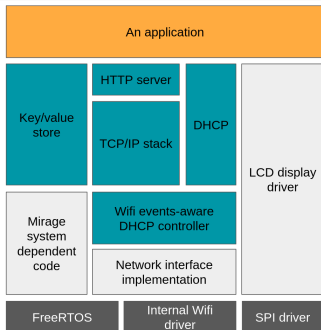 An application
HTTP server
Key/value
store
TCP/IP stack
DHCP
LCD display
driver
Mirage
system
dependent
code
Wifi events-aware
DHCP controller
Network interface
implementation
FreeRTOS
Internal Wifi
driver
SPI driver